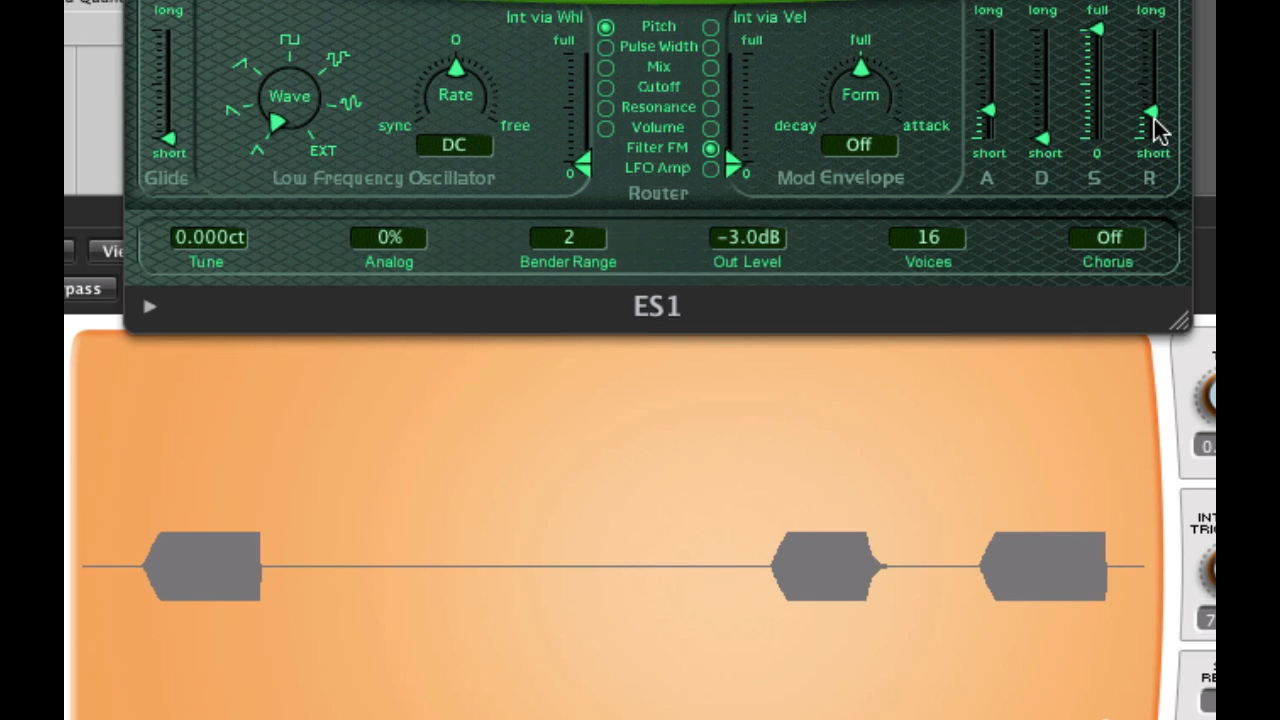 long
Int via Whl
Int via Vel
long long full long
full
Pitch
Pulse Width
Mix
Cutoff
Resonance
Volume
Filter FM
LFO Amp
full
0
0
Router
Wave
EXT
Low Frequency Oscillator
0
Rate
sync free
DC
full
Form
decay attack
Off
Mod Envelope
short
Glide
short short 0 short
A D S R
0.000ct 0% 2 -3.0dB 16 Off
Tune Analog Bender Range Out Level Voices Chorus
ES1